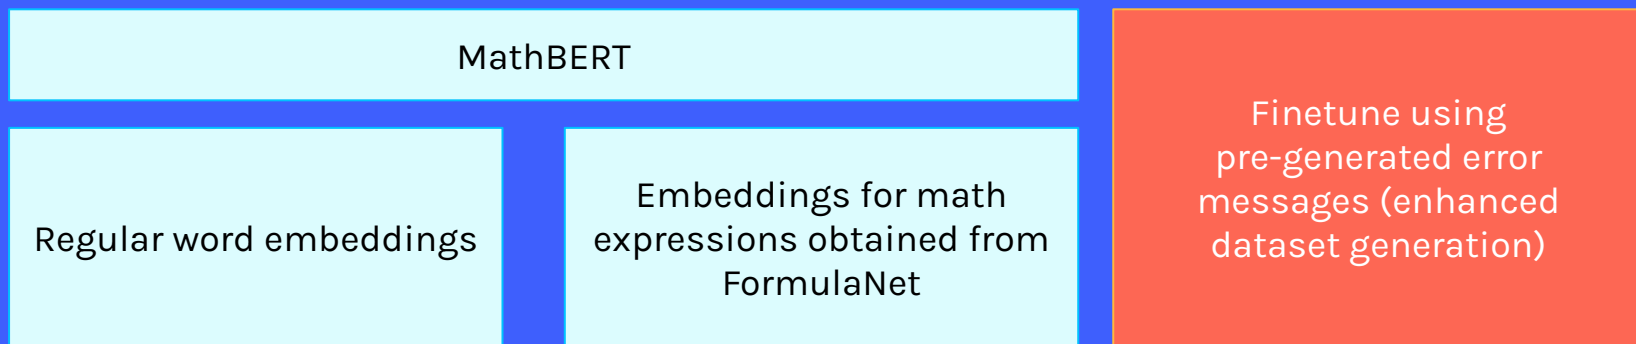 MathBERT
Regular word embeddings
Embeddings for math
expressions obtained from
FormulaNet
Finetune using
pre-generated error
messages (enhanced
dataset generation)